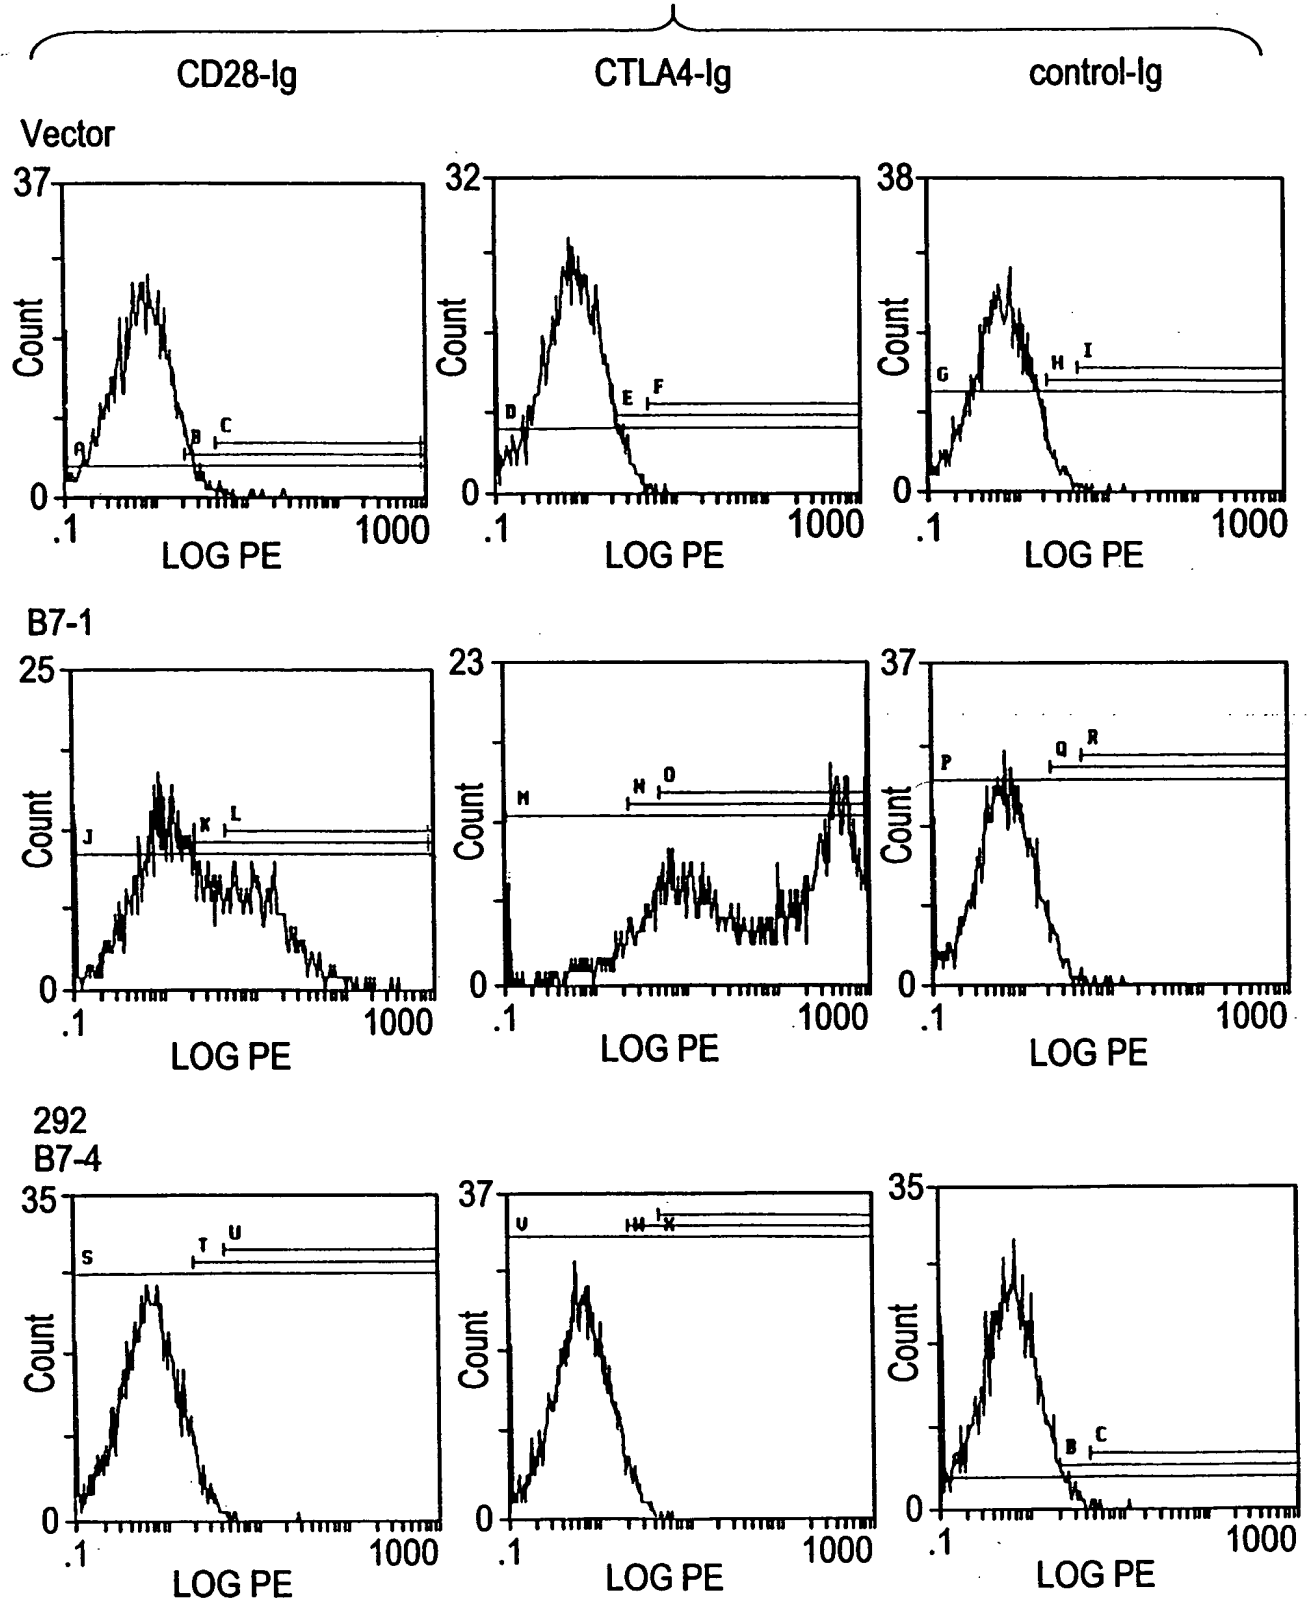 CD28-Ig CTLA4-Ig control-Ig
Vector
37 32 38
Count Count Count
A B C D E F G H I
0 0 0
.1 1000 .1 1000 .1 1000
LOG PE LOG PE LOG PE
B7-1
25 23 37
Count Count Count
J K L M N O P Q R
0 0 0
.1 1000 .1 1000 .1 1000
LOG PE LOG PE LOG PE
292
B7-4
35 37 35
Count Count Count
S T U V W X B C
0 0 0
.1 1000 .1 1000 .1 1000
LOG PE LOG PE LOG PE